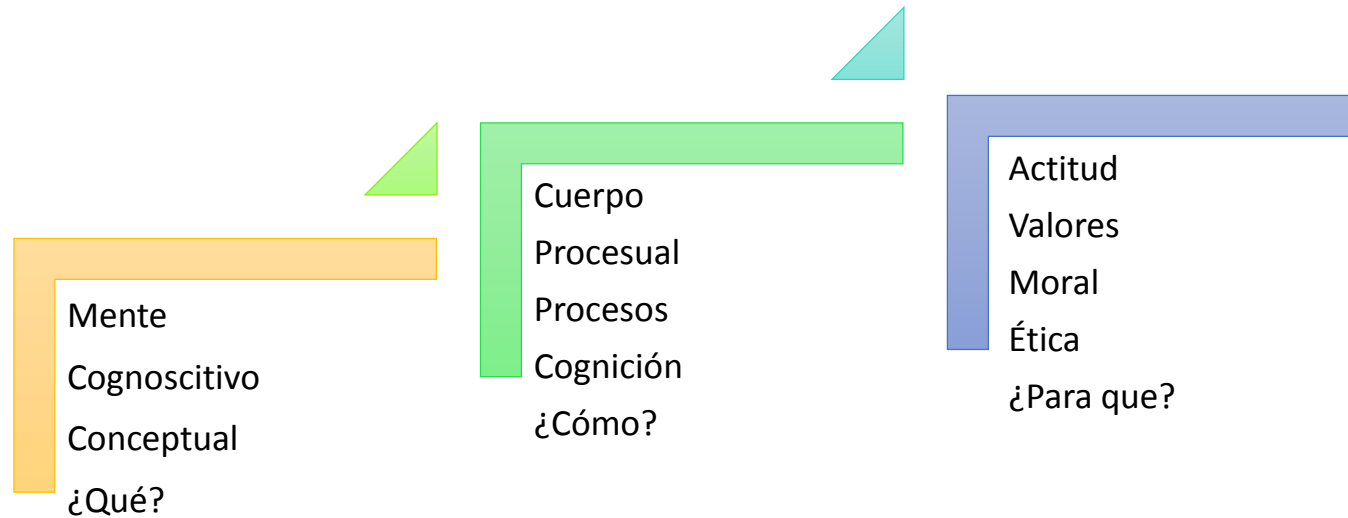 Mente
Cognoscitivo
Conceptual
¿Qué?
Cuerpo
Procesual
Procesos
Cognición
¿Cómo?
Actitud
Valores
Moral
Ética
¿Para que?